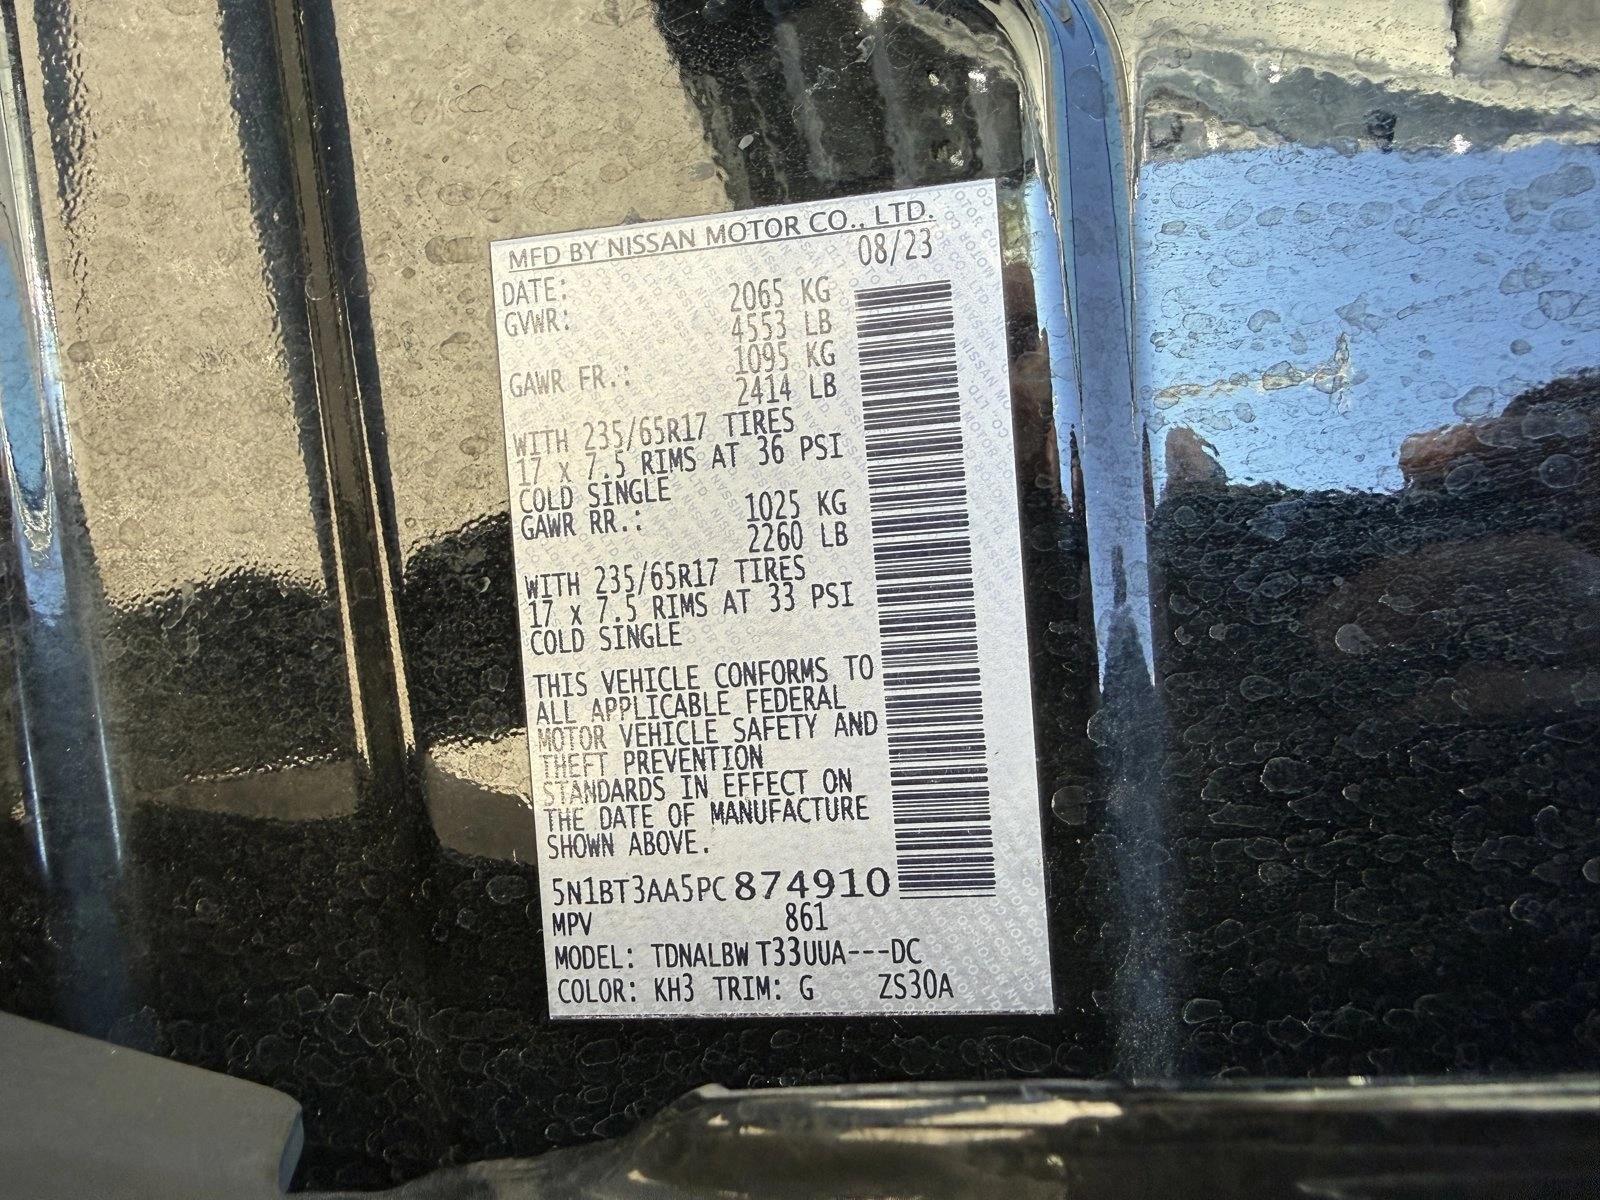 MFD BY NISSAN MOTOR CO., LTD.
DATE: 08/23
GVWR: 2065 KG
4553 LB
GAWR FR.: 1095 KG
2414 LB
WITH 235/65R17 TIRES
17 x 7.5 RIMS AT 36 PSI
COLD SINGLE
GAWR RR.: 1025 KG
2260 LB
WITH 235/65R17 TIRES
17 x 7.5 RIMS AT 33 PSI
COLD SINGLE
THIS VEHICLE CONFORMS TO
ALL APPLICABLE FEDERAL
MOTOR VEHICLE SAFETY AND
THEFT PREVENTION
STANDARDS IN EFFECT ON
THE DATE OF MANUFACTURE
SHOWN ABOVE.
5N1BT3AA5PC874910
MPV 861
MODEL: TDNALBW T33UUA---DC
COLOR: KH3 TRIM: G ZS30A